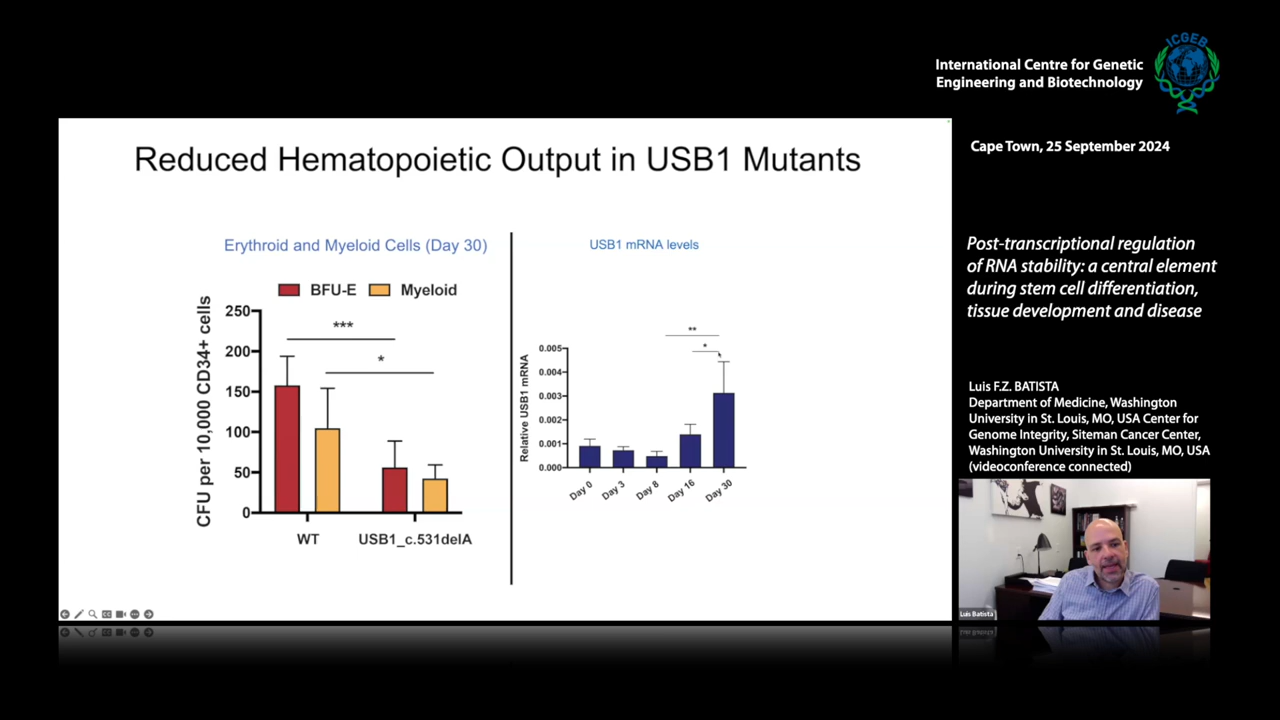 ICGEB
International Centre for Genetic
Engineering and Biotechnology
Cape Town, 25 September 2024
Reduced Hematopoietic Output in USB1 Mutants
Erythroid and Myeloid Cells (Day 30)
BFU-E Myeloid
CFU per 10,000 CD34+ cells
250
200
150
100
50
0
***
*
WT USB1_c.531delA
USB1 mRNA levels
Relative USB1 mRNA
0.005
0.004
0.003
0.002
0.001
0.000
**
*
Day 0 Day 3 Day 8 Day 16 Day 30
Post-transcriptional regulation
of RNA stability: a central element
during stem cell differentiation,
tissue development and disease
Luis F.Z. BATISTA
Department of Medicine, Washington
University in St. Louis, MO, USA Center for
Genome Integrity, Siteman Cancer Center,
Washington University in St. Louis, MO, USA
(videoconference connected)
Luis Batista